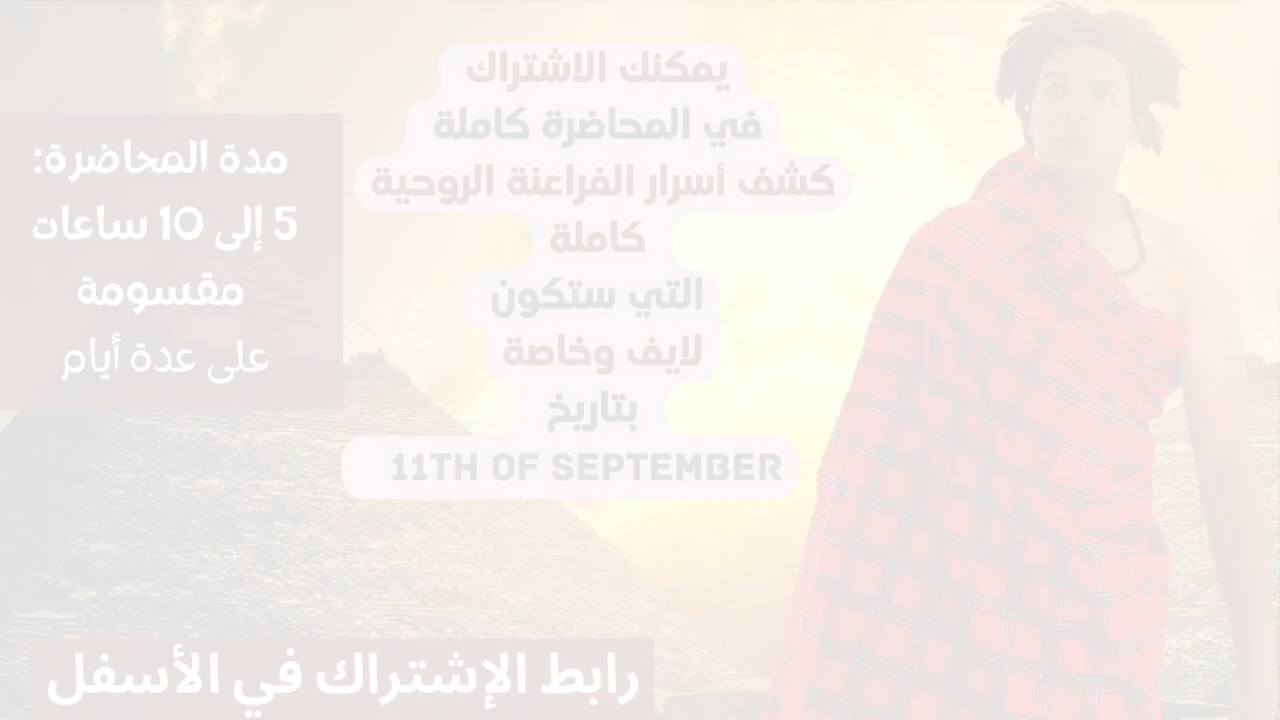 يمكنك الاشتراك
في المحاضرة كاملة
كشف أسرار الفراعنة الروحية
كاملة
التي ستكون
لايف وخاصة
بتاريخ
11TH OF SEPTEMBER
مدة المحاضرة:
5 إلى 10 ساعات
مقسومة
على عدة أيام
رابط الإشتراك في الأسفل